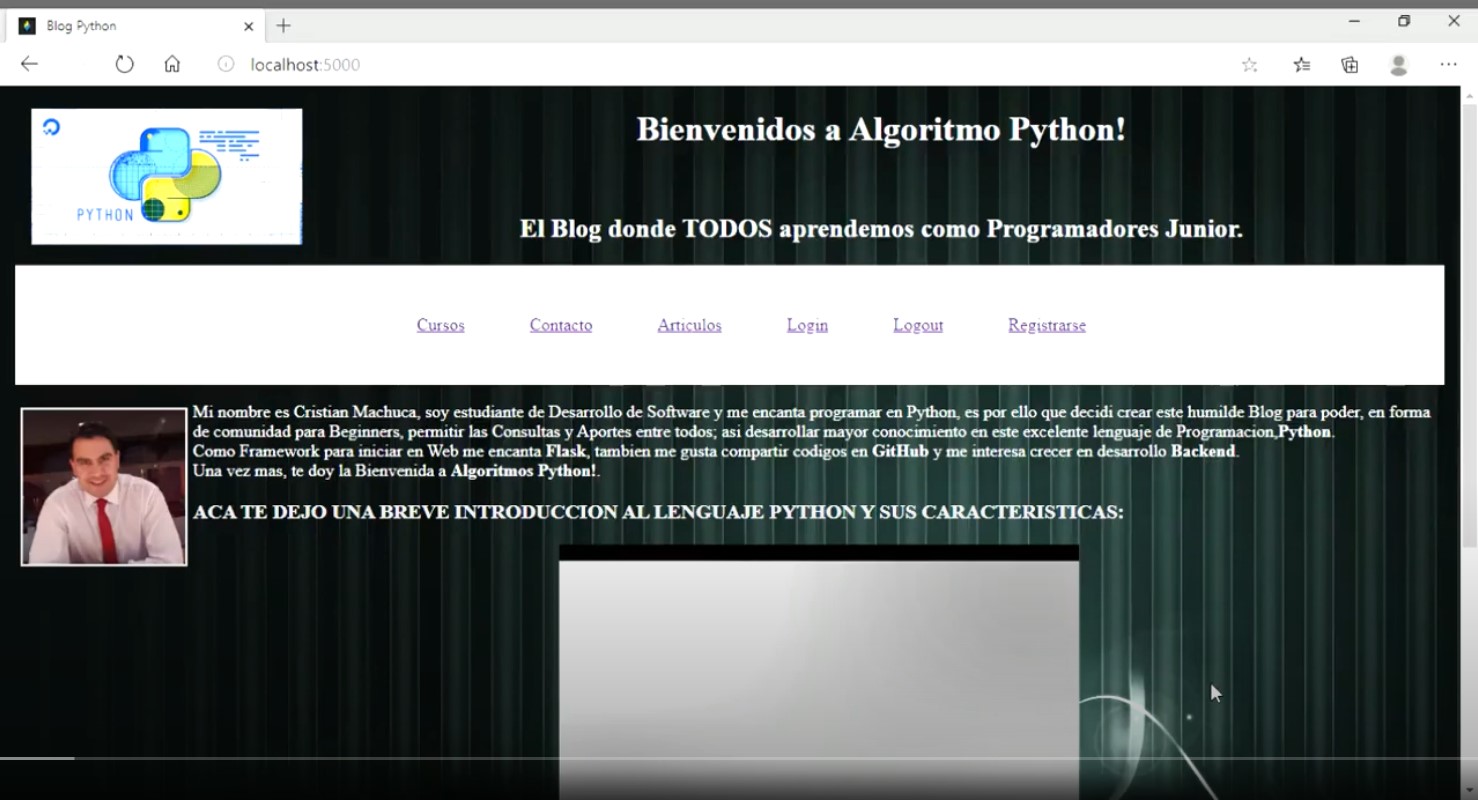 Blog Python
localhost:5000
PYTHON
Bienvenidos a Algoritmo Python!
El Blog donde TODOS aprendemos como Programadores Junior.
Cursos Contacto Articulos Login Logout Registrarse
Mi nombre es Cristian Machuca, soy estudiante de Desarrollo de Software y me encanta programar en Python, es por ello que decidi crear este humilde Blog para poder, en forma
de comunidad para Beginners, permitir las Consultas y Aportes entre todos; asi desarrollar mayor conocimiento en este excelente lenguaje de Programacion,Python.
Como Framework para iniciar en Web me encanta Flask, tambien me gusta compartir codigos en GitHub y me interesa crecer en desarrollo Backend.
Una vez mas, te doy la Bienvenida a Algoritmos Python!.
ACA TE DEJO UNA BREVE INTRODUCCION AL LENGUAJE PYTHON Y SUS CARACTERISTICAS: